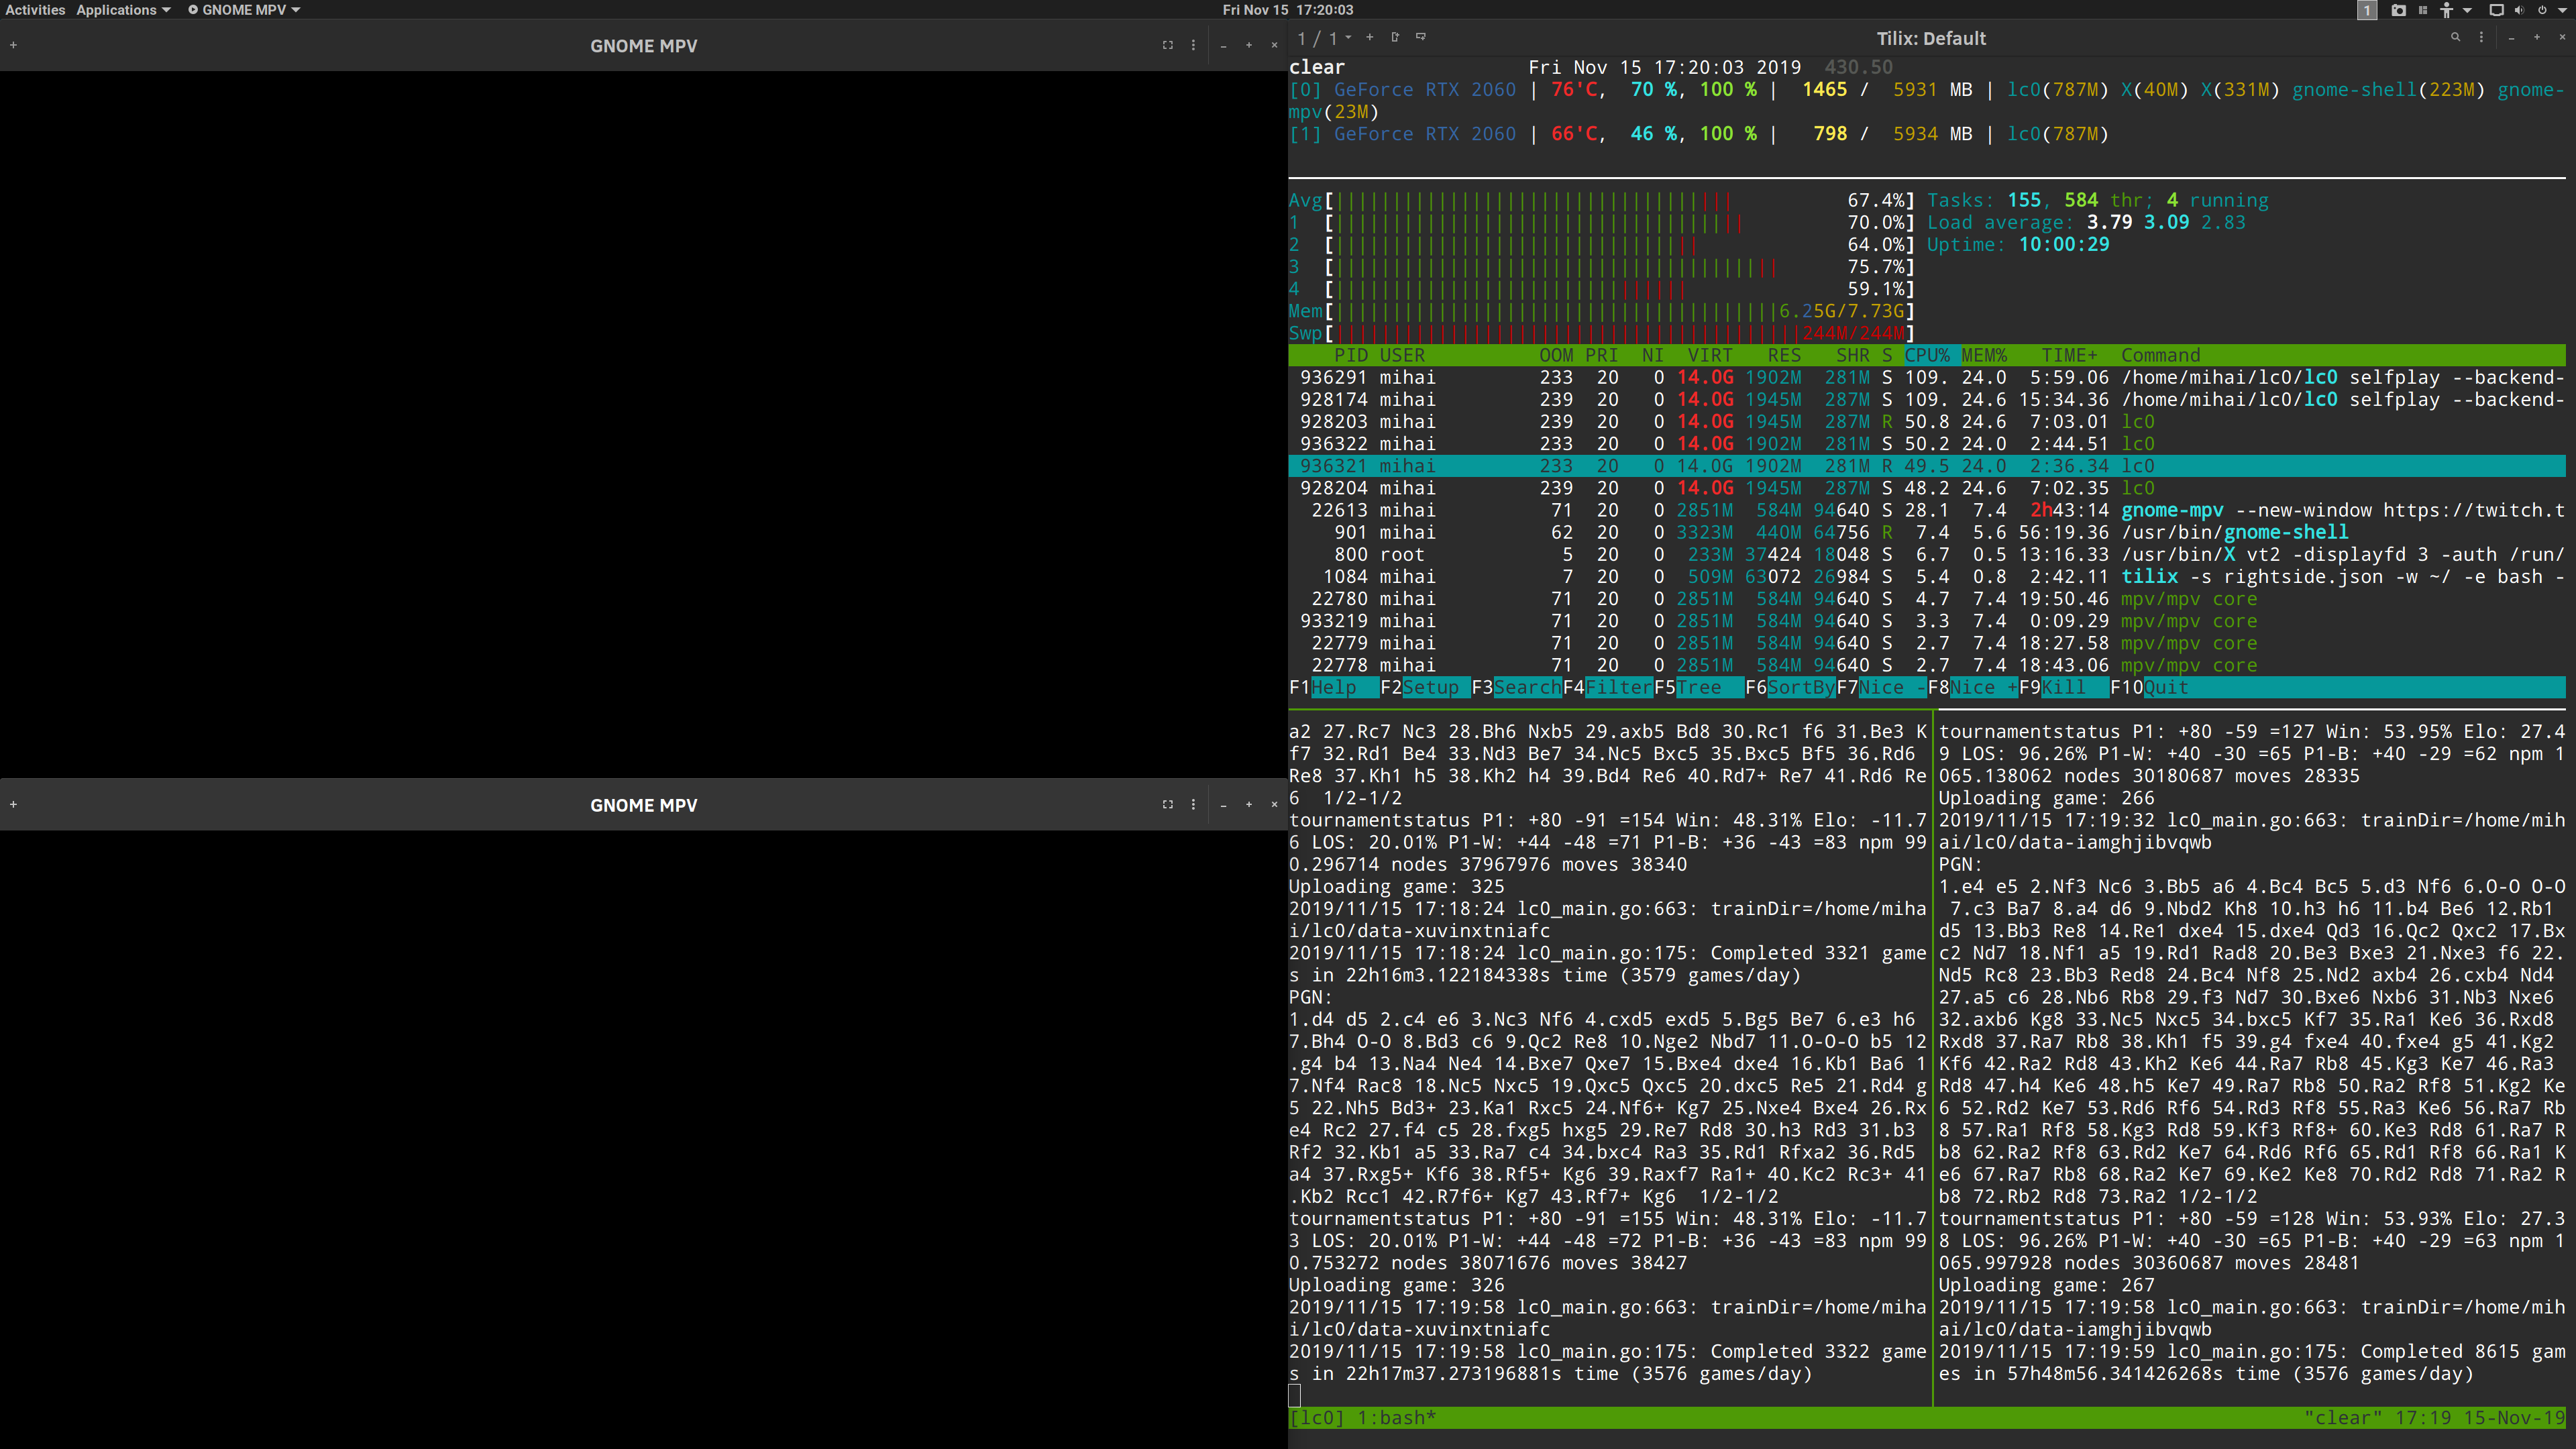 Activities Applications GNOME MPV Fri Nov 15 17:20:03 1
GNOME MPV
1 / 1 Tilix: Default
clear Fri Nov 15 17:20:03 2019 430.50
[0] GeForce RTX 2060 | 76'C, 70 %, 100 % | 1465 / 5931 MB | lc0(787M) X(40M) X(331M) gnome-shell(223M) gnome-
mpv(23M)
[1] GeForce RTX 2060 | 66'C, 46 %, 100 % | 798 / 5934 MB | lc0(787M)
Avg[ 67.4%] Tasks: 155, 584 thr; 4 running
1 [ 70.0%] Load average: 3.79 3.09 2.83
2 [ 64.0%] Uptime: 10:00:29
3 [ 75.7%]
4 [ 59.1%]
Mem[ 6.25G/7.73G]
Swp[ 244M/244M]
PID USER OOM PRI NI VIRT RES SHR S CPU% MEM% TIME+ Command
936291 mihai 233 20 0 14.0G 1902M 281M S 109. 24.0 5:59.06 /home/mihai/lc0/lc0 selfplay --backend-
928174 mihai 239 20 0 14.0G 1945M 287M S 109. 24.6 15:34.36 /home/mihai/lc0/lc0 selfplay --backend-
928203 mihai 239 20 0 14.0G 1945M 287M R 50.8 24.6 7:03.01 lc0
936322 mihai 233 20 0 14.0G 1902M 281M S 50.2 24.0 2:44.51 lc0
936321 mihai 233 20 0 14.0G 1902M 281M R 49.5 24.0 2:36.34 lc0
928204 mihai 239 20 0 14.0G 1945M 287M S 48.2 24.6 7:02.35 lc0
22613 mihai 71 20 0 2851M 584M 94640 S 28.1 7.4 2h43:14 gnome-mpv --new-window https://twitch.t
901 mihai 62 20 0 3323M 440M 64756 R 7.4 5.6 56:19.36 /usr/bin/gnome-shell
800 root 5 20 0 233M 37424 18048 S 6.7 0.5 13:16.33 /usr/bin/X vt2 -displayfd 3 -auth /run/
1084 mihai 7 20 0 509M 63072 26984 S 5.4 0.8 2:42.11 tilix -s rightside.json -w ~/ -e bash -
22780 mihai 71 20 0 2851M 584M 94640 S 4.7 7.4 19:50.46 mpv/mpv core
933219 mihai 71 20 0 2851M 584M 94640 S 3.3 7.4 0:09.29 mpv/mpv core
22779 mihai 71 20 0 2851M 584M 94640 S 2.7 7.4 18:27.58 mpv/mpv core
22778 mihai 71 20 0 2851M 584M 94640 S 2.7 7.4 18:43.06 mpv/mpv core
F1Help F2Setup F3SearchF4FilterF5Tree F6SortByF7Nice -F8Nice +F9Kill F10Quit
GNOME MPV
a2 27.Rc7 Nc3 28.Bh6 Nxb5 29.axb5 Bd8 30.Rc1 f6 31.Be3 K
f7 32.Rd1 Be4 33.Nd3 Be7 34.Nc5 Bxc5 35.Bxc5 Bf5 36.Rd6
Re8 37.Kh1 h5 38.Kh2 h4 39.Bd4 Re6 40.Rd7+ Re7 41.Rd6 Re
6 1/2-1/2
tournamentstatus P1: +80 -91 =154 Win: 48.31% Elo: -11.7
6 LOS: 20.01% P1-W: +44 -48 =71 P1-B: +36 -43 =83 npm 99
0.296714 nodes 37967976 moves 38340
Uploading game: 325
2019/11/15 17:18:24 lc0_main.go:663: trainDir=/home/miha
i/lc0/data-xuvinxtniafc
2019/11/15 17:18:24 lc0_main.go:175: Completed 3321 game
s in 22h16m3.122184338s time (3579 games/day)
PGN:
1.d4 d5 2.c4 e6 3.Nc3 Nf6 4.cxd5 exd5 5.Bg5 Be7 6.e3 h6
7.Bh4 O-O 8.Bd3 c6 9.Qc2 Re8 10.Nge2 Nbd7 11.O-O-O b5 12
.g4 b4 13.Na4 Ne4 14.Bxe7 Qxe7 15.Bxe4 dxe4 16.Kb1 Ba6 1
7.Nf4 Rac8 18.Nc5 Nxc5 19.Qxc5 Qxc5 20.dxc5 Re5 21.Rd4 g
5 22.Nh5 Bd3+ 23.Ka1 Rxc5 24.Nf6+ Kg7 25.Nxe4 Bxe4 26.Rx
e4 Rc2 27.f4 c5 28.fxg5 hxg5 29.Re7 Rd8 30.h3 Rd3 31.b3
Rf2 32.Kb1 a5 33.Ra7 c4 34.bxc4 Ra3 35.Rd1 Rfxa2 36.Rd5
a4 37.Rxg5+ Kf6 38.Rf5+ Kg6 39.Raxf7 Ra1+ 40.Kc2 Rc3+ 41
.Kb2 Rcc1 42.R7f6+ Kg7 43.Rf7+ Kg6 1/2-1/2
tournamentstatus P1: +80 -91 =155 Win: 48.31% Elo: -11.7
3 LOS: 20.01% P1-W: +44 -48 =72 P1-B: +36 -43 =83 npm 99
0.753272 nodes 38071676 moves 38427
Uploading game: 326
2019/11/15 17:19:58 lc0_main.go:663: trainDir=/home/miha
i/lc0/data-xuvinxtniafc
2019/11/15 17:19:58 lc0_main.go:175: Completed 3322 game
s in 22h17m37.273196881s time (3576 games/day)
tournamentstatus P1: +80 -59 =127 Win: 53.95% Elo: 27.4
9 LOS: 96.26% P1-W: +40 -30 =65 P1-B: +40 -29 =62 npm 1
065.138062 nodes 30180687 moves 28335
Uploading game: 266
2019/11/15 17:19:32 lc0_main.go:663: trainDir=/home/mih
ai/lc0/data-iamghjibvqwb
PGN:
1.e4 e5 2.Nf3 Nc6 3.Bb5 a6 4.Bc4 Bc5 5.d3 Nf6 6.O-O O-O
7.c3 Ba7 8.a4 d6 9.Nbd2 Kh8 10.h3 h6 11.b4 Be6 12.Rb1
d5 13.Bb3 Re8 14.Re1 dxe4 15.dxe4 Qd3 16.Qc2 Qxc2 17.Bx
c2 Nd7 18.Nf1 a5 19.Rd1 Rad8 20.Be3 Bxe3 21.Nxe3 f6 22.
Nd5 Rc8 23.Bb3 Red8 24.Bc4 Nf8 25.Nd2 axb4 26.cxb4 Nd4
27.a5 c6 28.Nb6 Rb8 29.f3 Nd7 30.Bxe6 Nxb6 31.Nb3 Nxe6
32.axb6 Kg8 33.Nc5 Nxc5 34.bxc5 Kf7 35.Ra1 Ke6 36.Rxd8
Rxd8 37.Ra7 Rb8 38.Kh1 f5 39.g4 fxe4 40.fxe4 g5 41.Kg2
Kf6 42.Ra2 Rd8 43.Kh2 Ke6 44.Ra7 Rb8 45.Kg3 Ke7 46.Ra3
Rd8 47.h4 Ke6 48.h5 Ke7 49.Ra7 Rb8 50.Ra2 Rf8 51.Kg2 Ke
6 52.Rd2 Ke7 53.Rd6 Rf6 54.Rd3 Rf8 55.Ra3 Ke6 56.Ra7 Rb
8 57.Ra1 Rf8 58.Kg3 Rd8 59.Kf3 Rf8+ 60.Ke3 Rd8 61.Ra7 R
b8 62.Ra2 Rf8 63.Rd2 Ke7 64.Rd6 Rf6 65.Rd1 Rf8 66.Ra1 K
e6 67.Ra7 Rb8 68.Ra2 Ke7 69.Ke2 Ke8 70.Rd2 Rd8 71.Ra2 R
b8 72.Rb2 Rd8 73.Ra2 1/2-1/2
tournamentstatus P1: +80 -59 =128 Win: 53.93% Elo: 27.3
8 LOS: 96.26% P1-W: +40 -30 =65 P1-B: +40 -29 =63 npm 1
065.997928 nodes 30360687 moves 28481
Uploading game: 267
2019/11/15 17:19:58 lc0_main.go:663: trainDir=/home/mih
ai/lc0/data-iamghjibvqwb
2019/11/15 17:19:59 lc0_main.go:175: Completed 8615 gam
es in 57h48m56.341426268s time (3576 games/day)
[lc0] 1:bash* "clear" 17:19 15-Nov-19